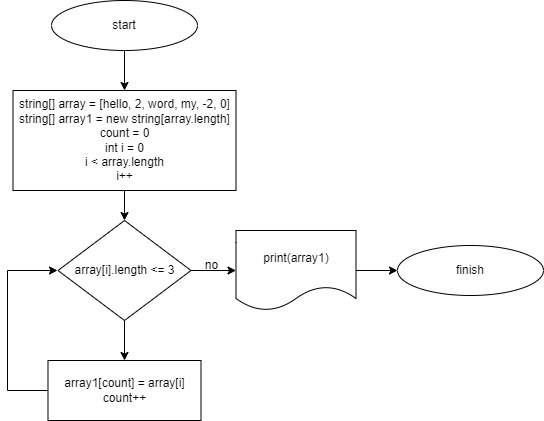 start
string[] array = [hello, 2, word, my, -2, 0]
string[] array1 = new string[array.length]
count = 0
int i = 0
i < array.length
i++
array[i].length <= 3
no
print(array1)
finish
array1[count] = array[i]
count++